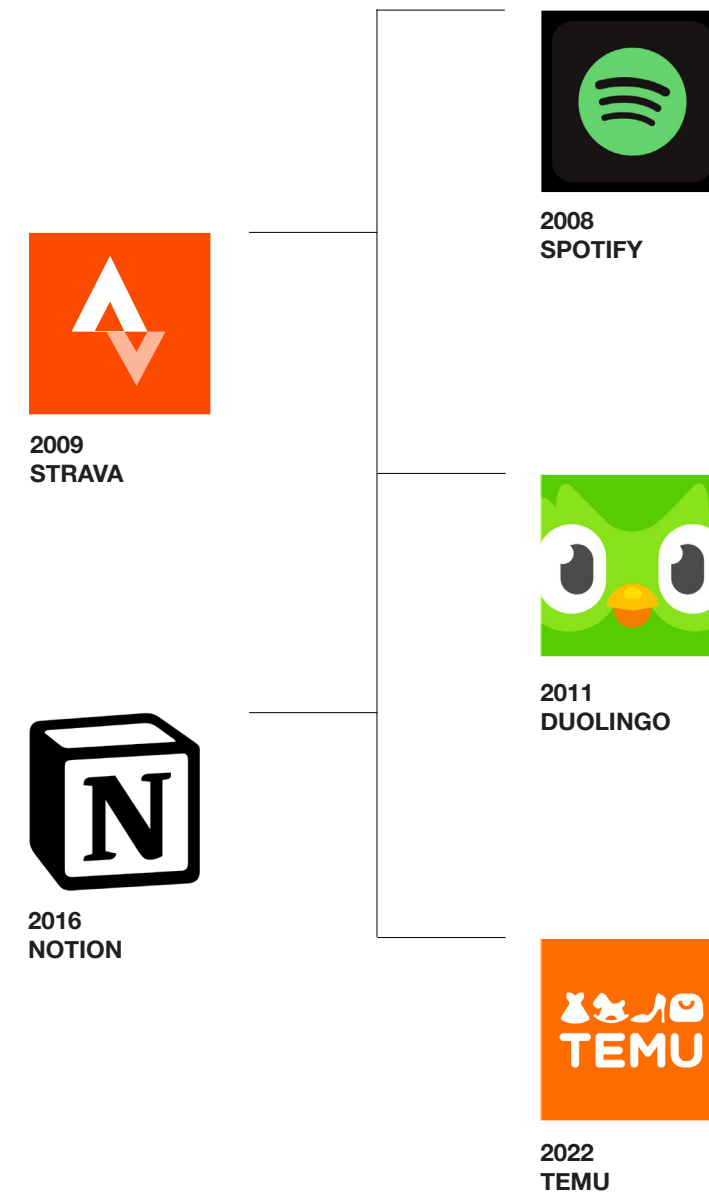 2008
SPOTIFY
2009
STRAVA
2011
DUOLINGO
N
2016
NOTION
TEMU
2022
TEMU